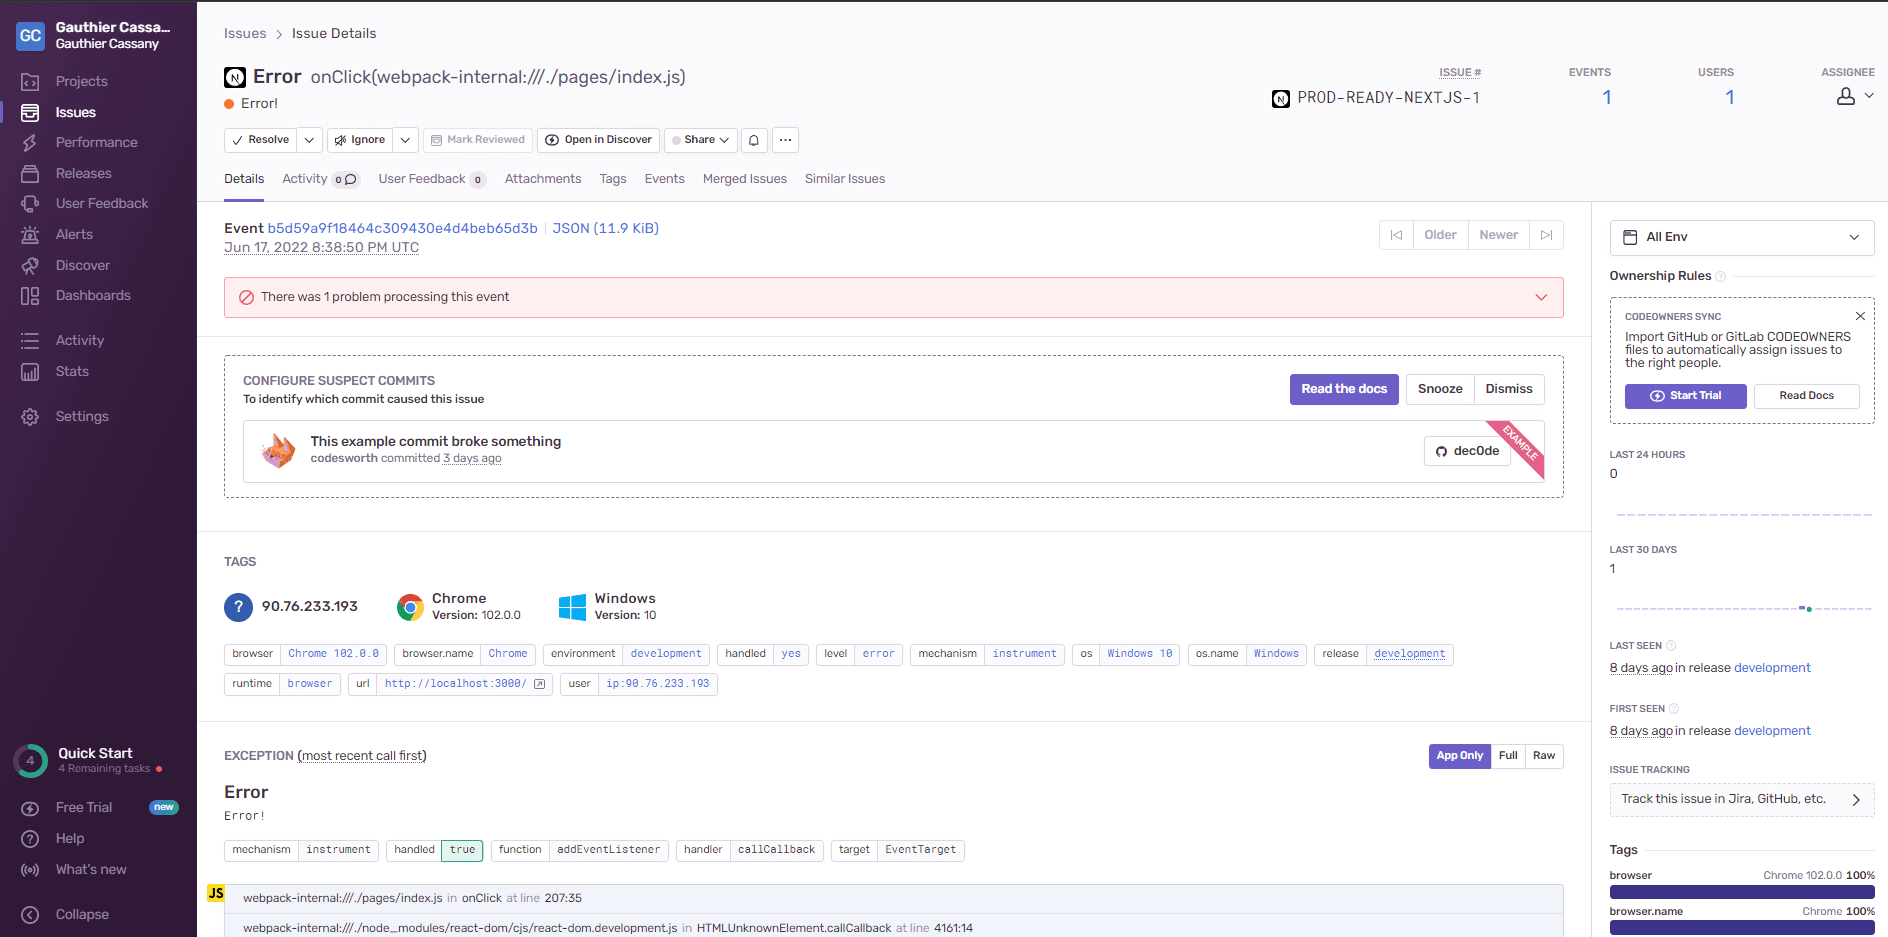 GC
Gauthier Cassa...
Gauthier Cassany
Projects
Issues
Performance
Releases
User Feedback
Alerts
Discover
Dashboards
Activity
Stats
Settings
4
Quick Start
4 Remaining tasks
Free Trial new
Help
What's new
Collapse
Issues > Issue Details
N Error onClick(webpack-internal:///./pages/index.js)
Error!
ISSUE # EVENTS USERS ASSIGNEE
N PROD-READY-NEXTJS-1 1 1
Resolve Ignore Mark Reviewed Open in Discover Share ...
Details Activity 0 User Feedback 0 Attachments Tags Events Merged Issues Similar Issues
Event b5d59a9f18464c309430e4d4beb65d3b JSON (11.9 KiB)
Jun 17, 2022 8:38:50 PM UTC
Older Newer
There was 1 problem processing this event
CONFIGURE SUSPECT COMMITS
To identify which commit caused this issue
Read the docs Snooze Dismiss
This example commit broke something
codesworth committed 3 days ago
dec0de
EXAMPLE
TAGS
? 90.76.233.193
Chrome
Version: 102.0.0
Windows
Version: 10
browser Chrome 102.0.0 browser.name Chrome environment development handled yes level error mechanism instrument os Windows 10 os.name Windows release development
runtime browser url http://localhost:3000/ user ip:90.76.233.193
EXCEPTION (most recent call first)
App Only Full Raw
Error
Error!
mechanism instrument handled true function addEventListener handler callCallback target EventTarget
JS
webpack-internal:///./pages/index.js in onClick at line 207:35
webpack-internal:///./node_modules/react-dom/cjs/react-dom.development.js in HTMLUnknownElement.callCallback at line 4161:14
All Env
Ownership Rules ?
CODEOWNERS SYNC
Import GitHub or GitLab CODEOWNERS
files to automatically assign issues to
the right people.
Start Trial Read Docs
LAST 24 HOURS
0
LAST 30 DAYS
1
LAST SEEN ?
8 days ago in release development
FIRST SEEN ?
8 days ago in release development
ISSUE TRACKING
Track this issue in Jira, GitHub, etc.
Tags
browser Chrome 102.0.0 100%
browser.name Chrome 100%